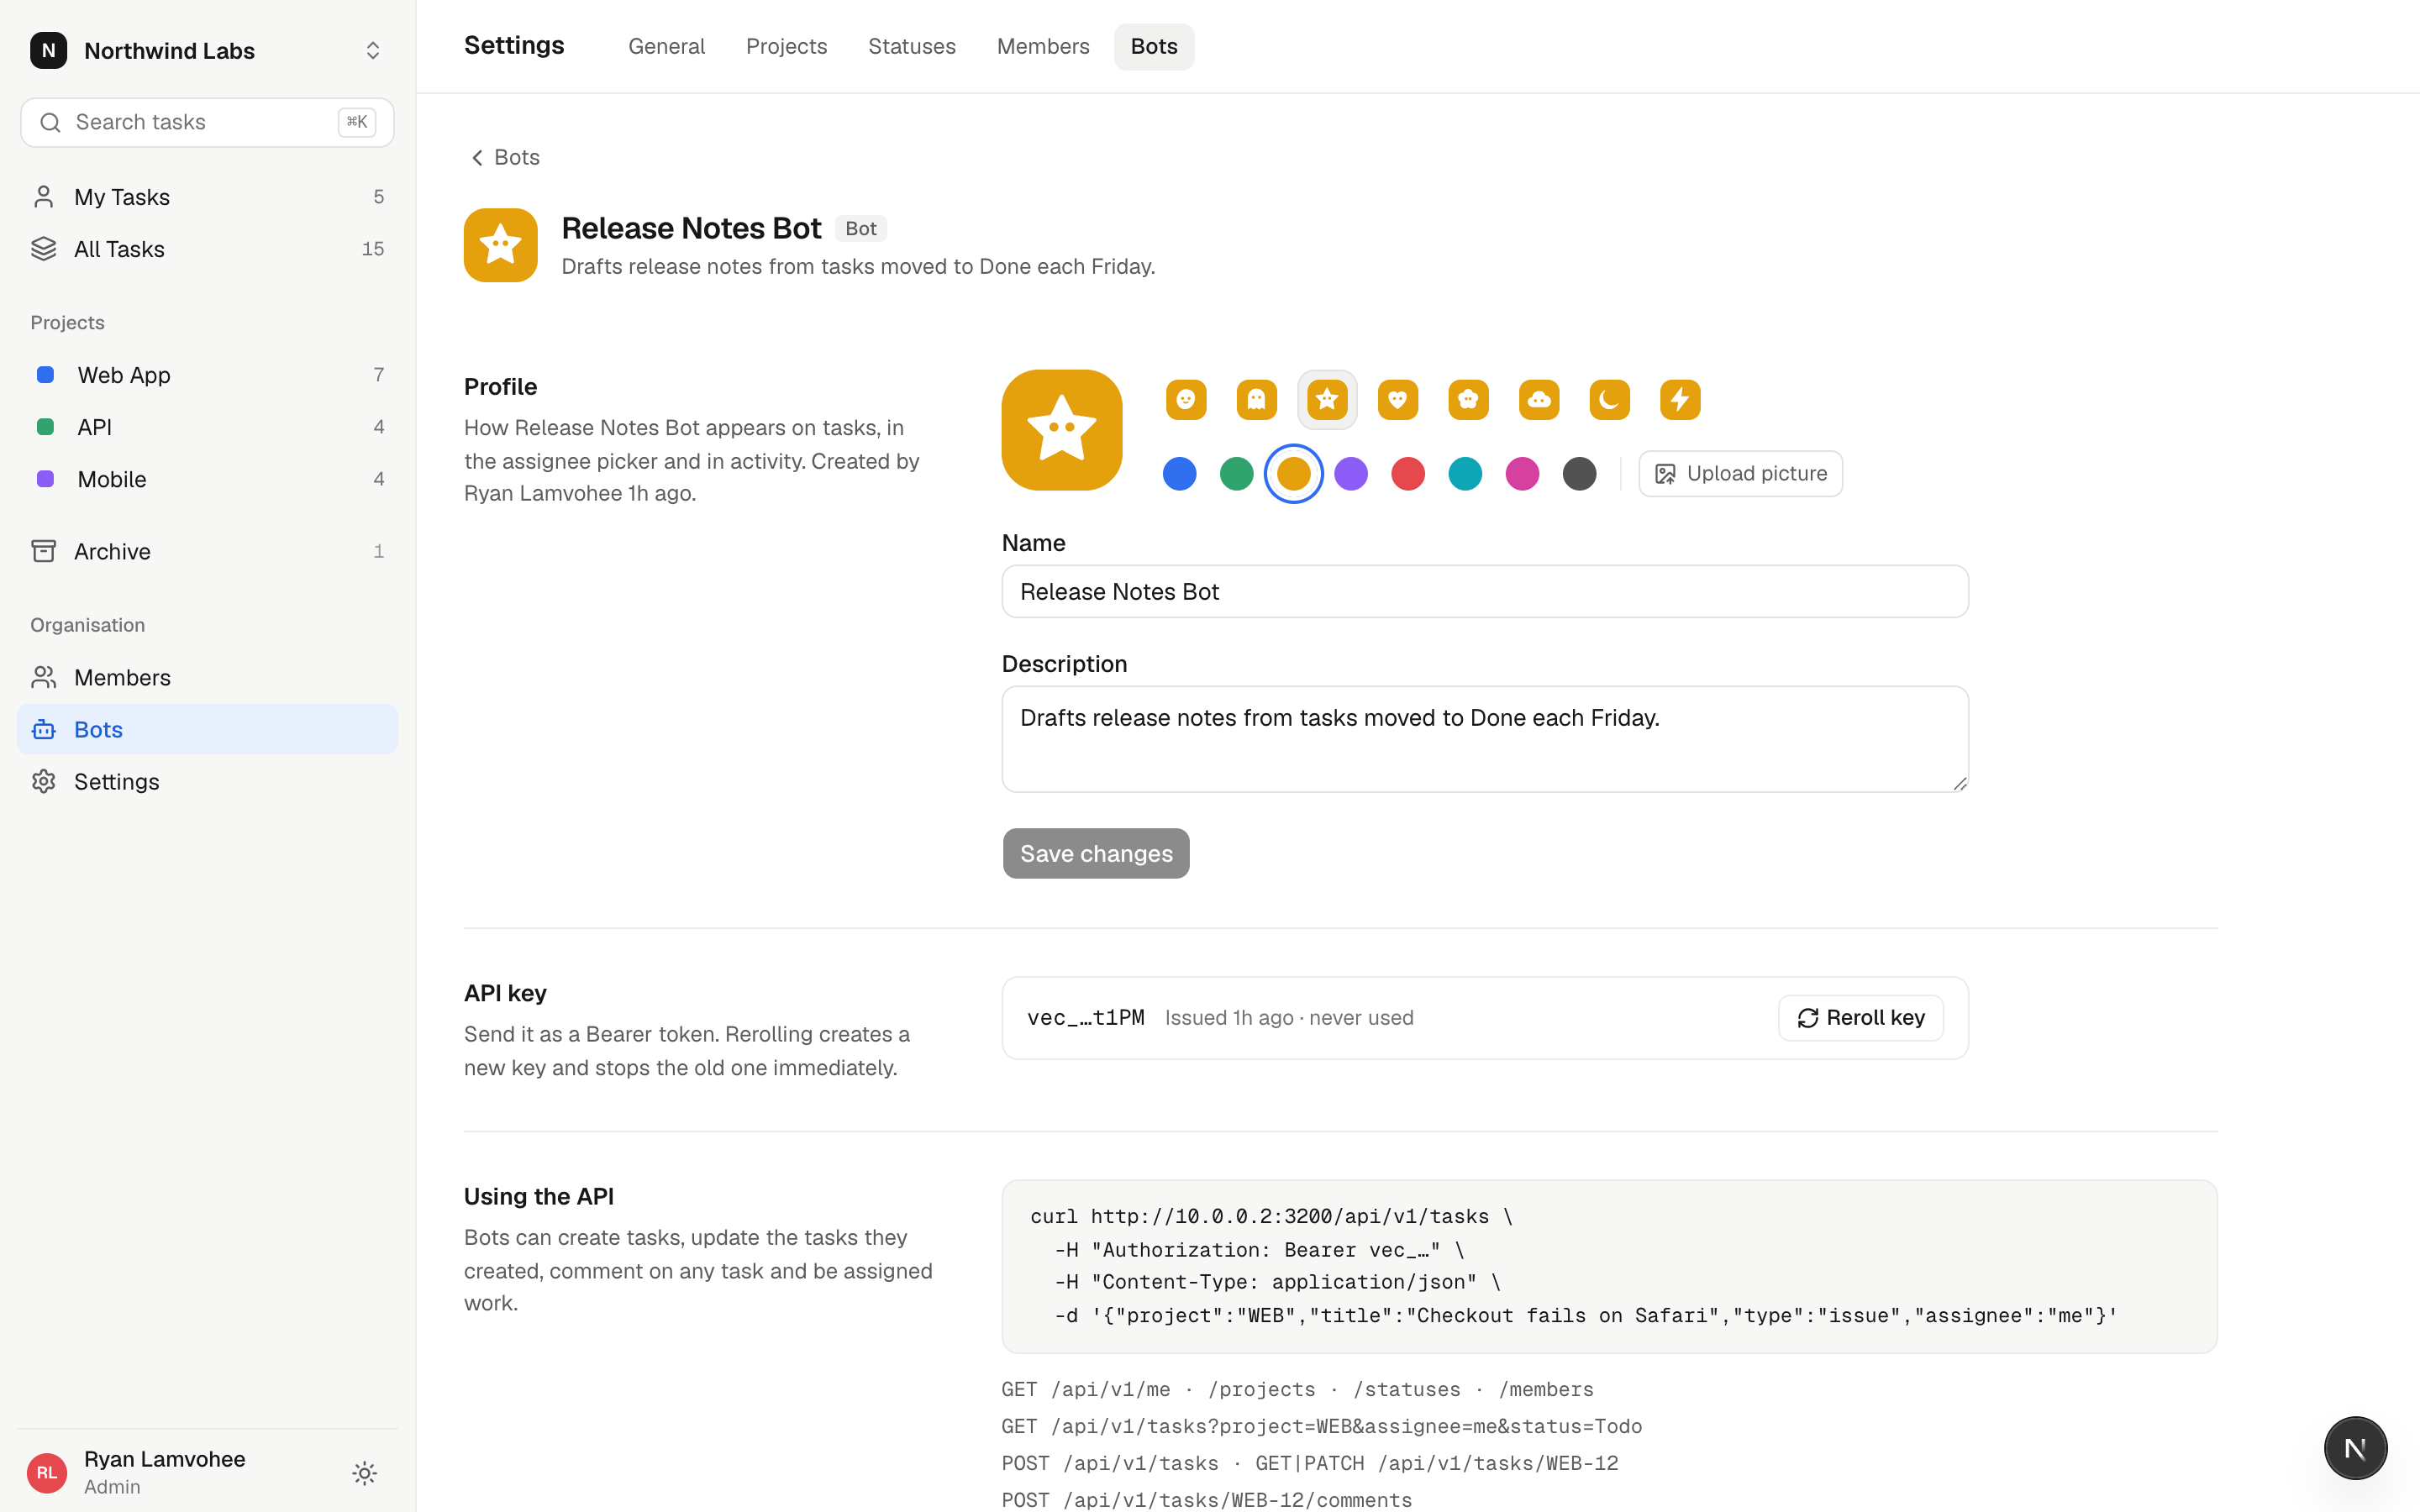 N Northwind Labs
Search tasks ⌘K
My Tasks 5
All Tasks 15
Projects
Web App 7
API 4
Mobile 4
Archive 1
Organisation
Members
Bots
Settings
RL Ryan Lamvohee
Admin
Settings General Projects Statuses Members Bots
Bots
Release Notes Bot Bot
Drafts release notes from tasks moved to Done each Friday.
Profile
How Release Notes Bot appears on tasks, in
the assignee picker and in activity. Created by
Ryan Lamvohee 1h ago.
Upload picture
Name
Release Notes Bot
Description
Drafts release notes from tasks moved to Done each Friday.
Save changes
API key
Send it as a Bearer token. Rerolling creates a
new key and stops the old one immediately.
vec_…t1PM Issued 1h ago · never used Reroll key
Using the API
Bots can create tasks, update the tasks they
created, comment on any task and be assigned
work.
curl http://10.0.0.2:3200/api/v1/tasks \
-H "Authorization: Bearer vec_…" \
-H "Content-Type: application/json" \
-d '{"project":"WEB","title":"Checkout fails on Safari","type":"issue","assignee":"me"}'
GET /api/v1/me · /projects · /statuses · /members
GET /api/v1/tasks?project=WEB&assignee=me&status=Todo
POST /api/v1/tasks · GET|PATCH /api/v1/tasks/WEB-12
POST /api/v1/tasks/WEB-12/comments
N